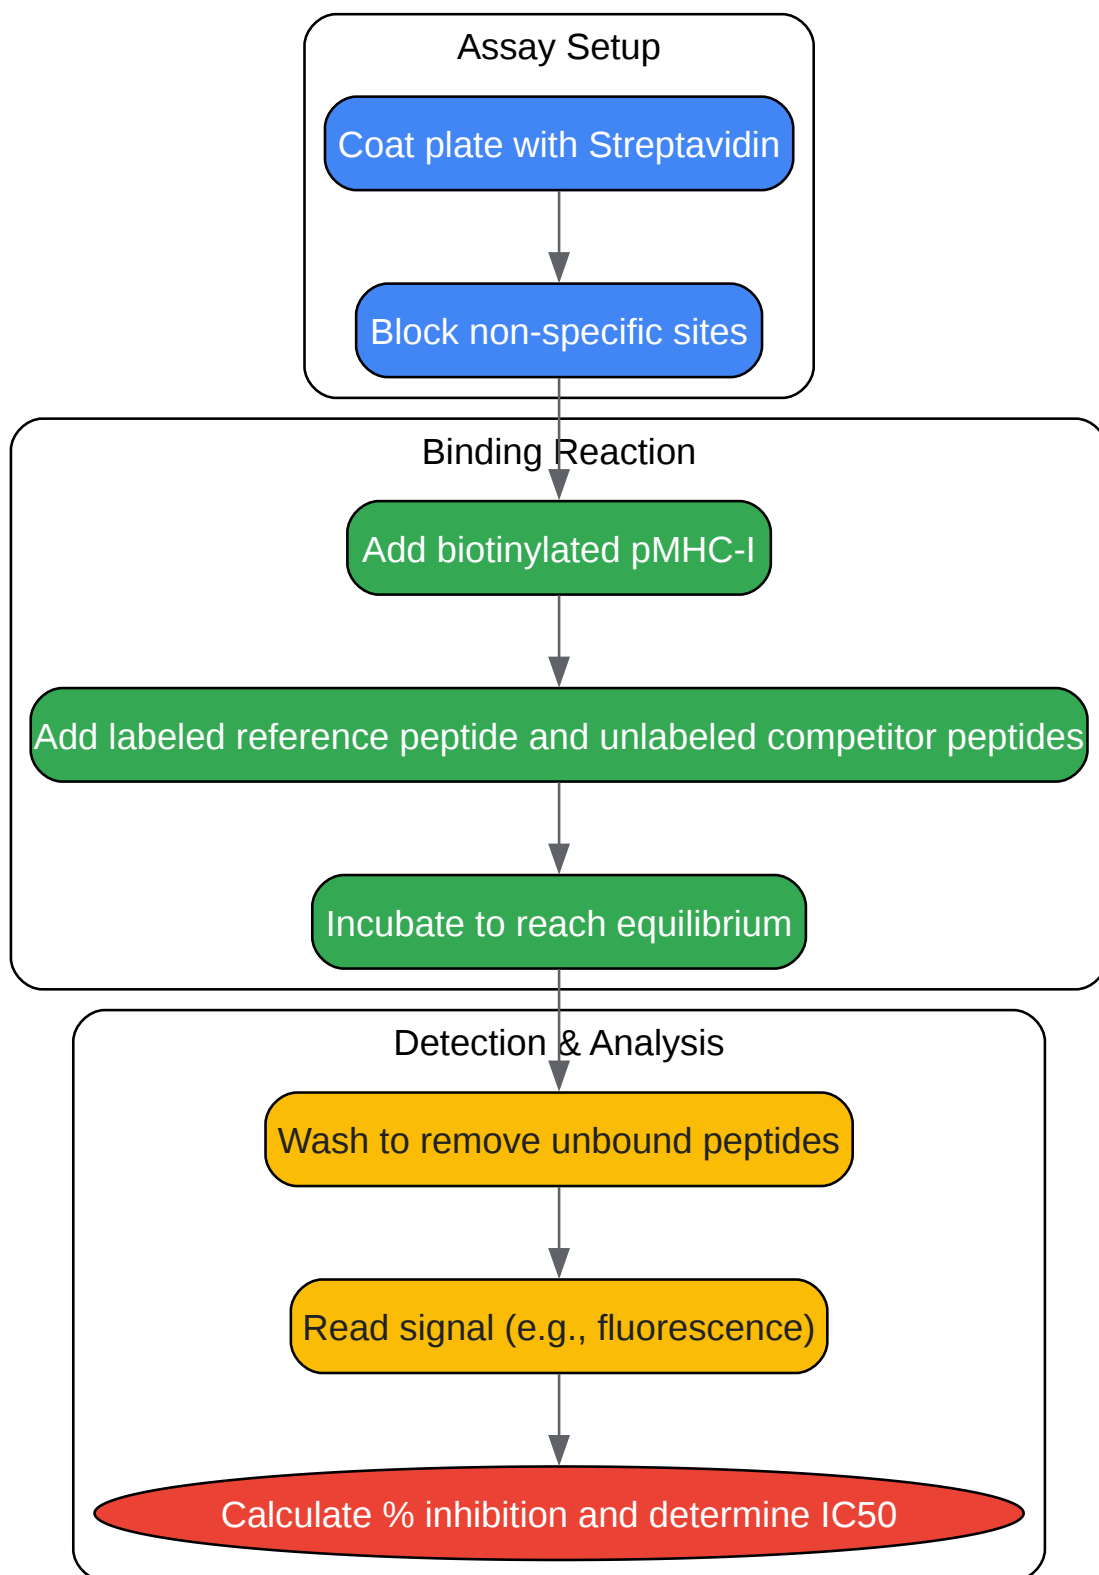 Assay Setup
Coat plate with Streptavidin
Block non-specific sites
Binding Reaction
Add biotinylated pMHC-I
Add labeled reference peptide and unlabeled competitor peptides
Incubate to reach equilibrium
Detection & Analysis
Wash to remove unbound peptides
Read signal (e.g., fluorescence)
Calculate % inhibition and determine IC50